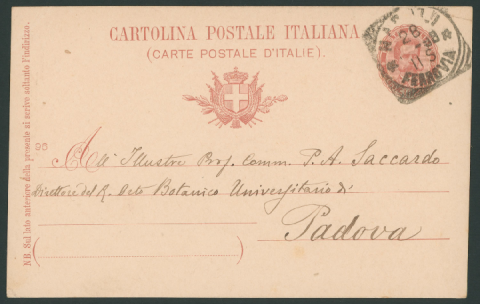 CARTOLINA POSTALE ITALIANA
(CARTE POSTALE D'ITALIE).
FERROVIA
N.B. Sul lato anteriore della presente si scrive soltanto l'indirizzo.
96
All' Illustre Prof. Comm. P. A. Saccardo
Direttore del R. Orto Botanico Universitario di
Padova